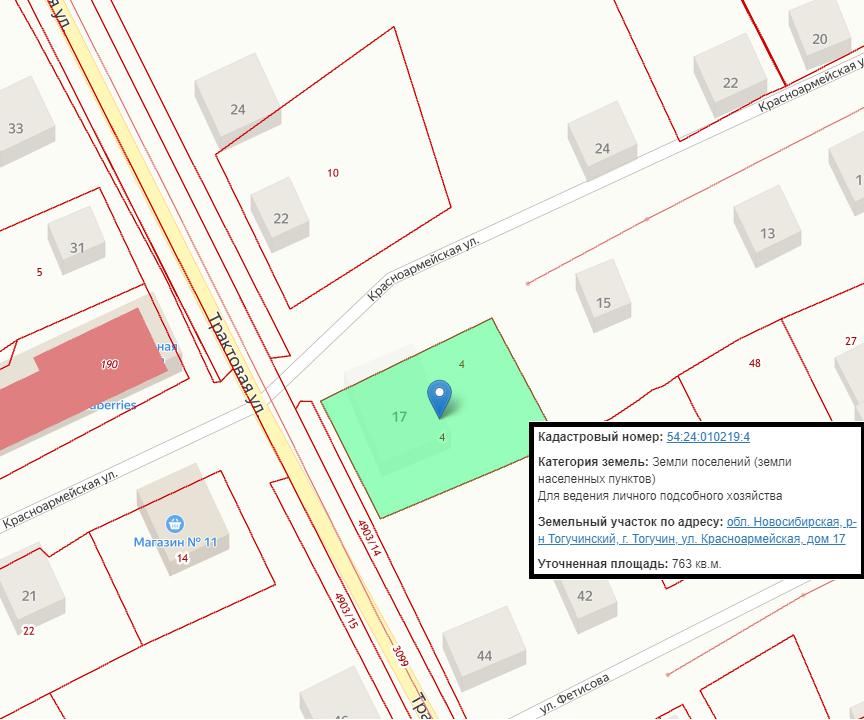 я ул.
20
22
Красноармейская у
24
24
33
10
1
22
13
31
Красноармейская ул.
5
15
Трактовая ул.
27
ная
190
4
48
aberries
17
4
Кадастровый номер: 54:24:010219:4
Категория земель: Земли поселений (земли
населенных пунктов)
Для ведения личного подсобного хозяйства
Земельный участок по адресу: обл. Новосибирская, р-
н Тогучинский, г. Тогучин, ул. Красноармейская, дом 17
Уточненная площадь: 763 кв.м.
Красноармейская ул.
4903/14
Магазин № 11
14
21
42
4903/15
22
3099
44
ул. Фетисова
Тра